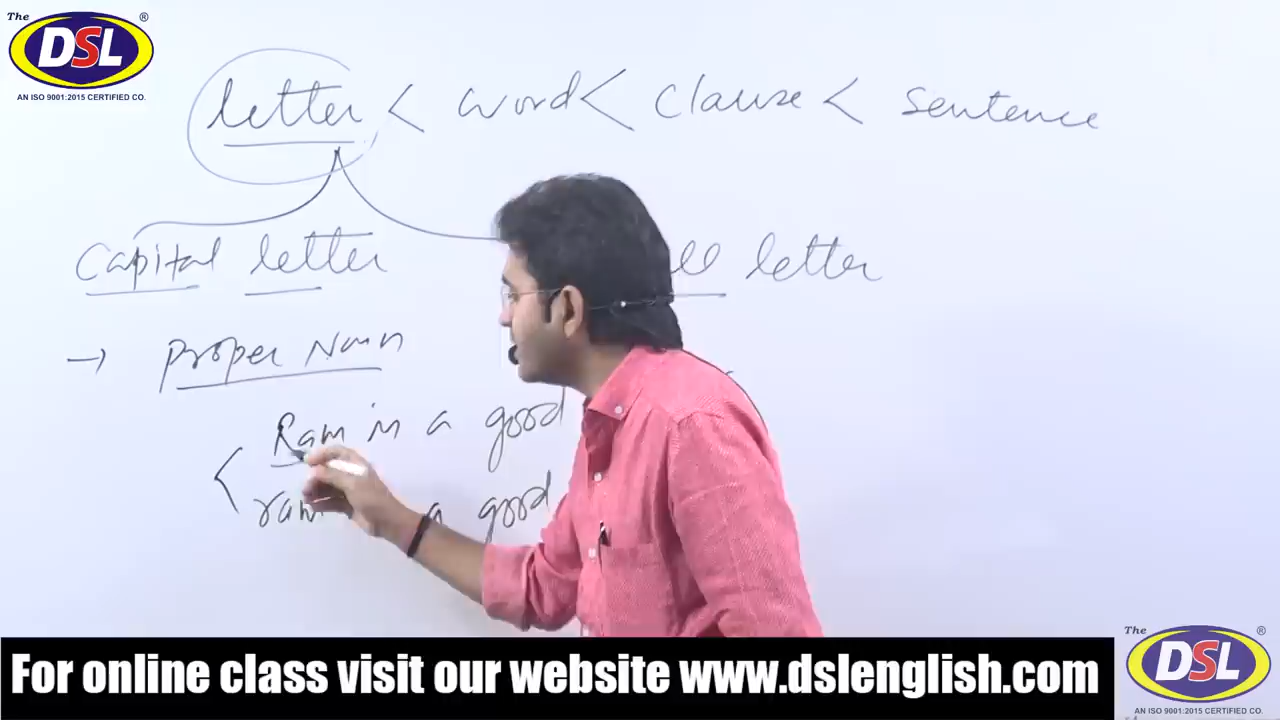 The
DSL
®
AN ISO 9001:2015 CERTIFIED CO.
letter < word < clause < sentence
Capital letter
letter
→ Proper Noun
Ram is a good
< ram a good
For online class visit our website www.dslenglish.com
The
DSL
®
AN ISO 9001:2015 CERTIFIED CO.